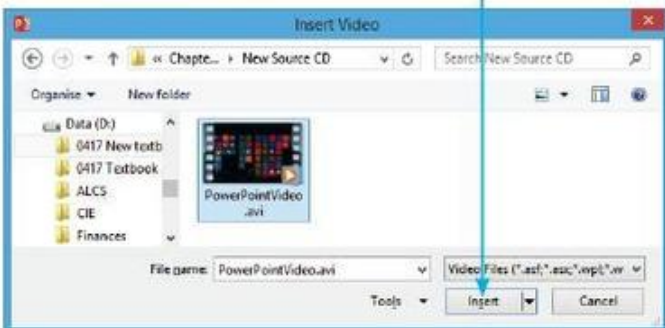 Insert Video
« Chapte... › New Source CD
Search New Source CD
Organise
New folder
Data (D:)
0417 New textb
0417 Textbook
ALCS
CIE
Finances
PowerPointVideo
.avi
File name: PowerPointVideo.avi
Video Files (*.asf;*.asx;*.wpl;*.w
Tools
Insert
Cancel